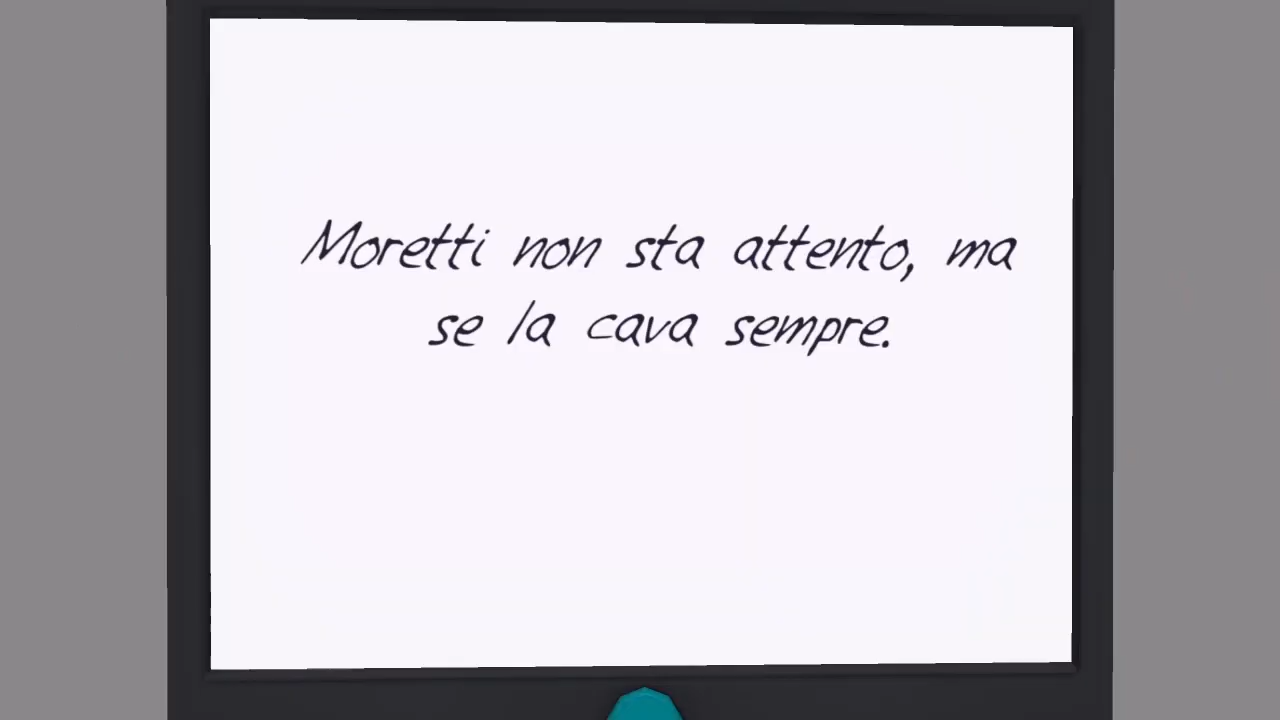 Moretti non sta attento, ma
se la cava sempre.